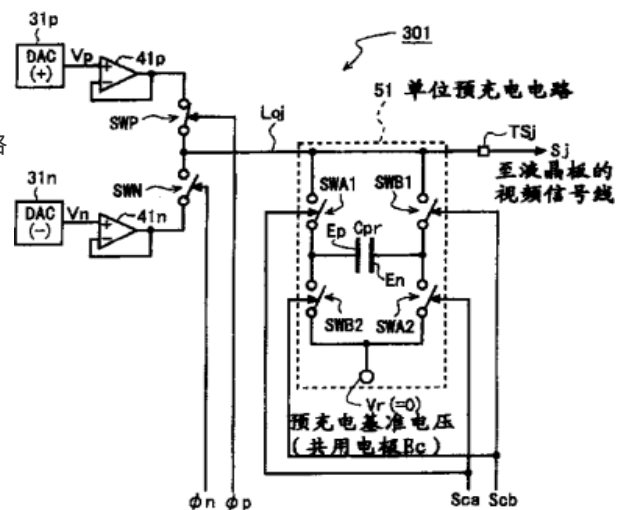 31p
DAC
(+)
Vp
41p
301
51 单位预充电电路
SWP
Loj
TSj
Sj
至液晶板的
视频信号线
路
31n
DAC
(-)
Vn
41n
SWN
SWA1
SWB1
Ep
Cpr
En
SWB2
SWA2
Vr(=0)
预充电基准电压
(共用电极Ec)
φn
φp
Sca
Scb